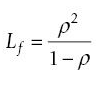 L_f = ρ² / (1 − ρ)